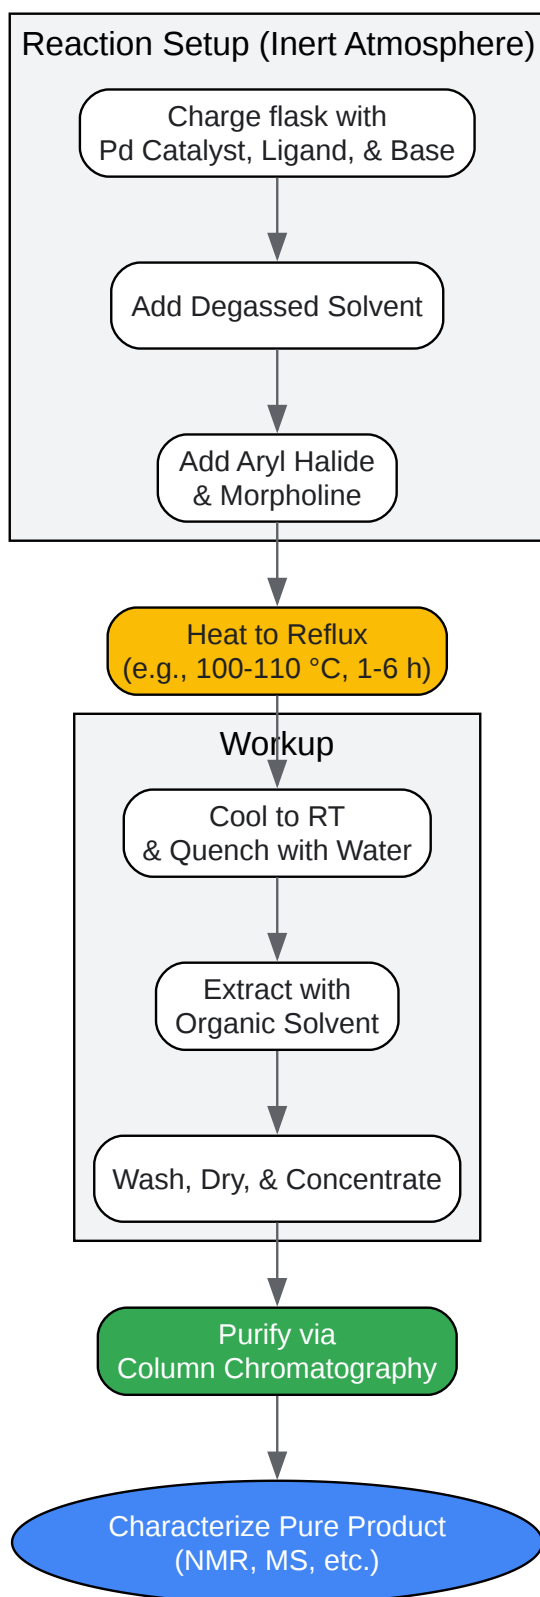 Reaction Setup (Inert Atmosphere)
Charge flask with
Pd Catalyst, Ligand, & Base
Add Degassed Solvent
Add Aryl Halide
& Morpholine
Heat to Reflux
(e.g., 100-110 °C, 1-6 h)
Workup
Cool to RT
& Quench with Water
Extract with
Organic Solvent
Wash, Dry, & Concentrate
Purify via
Column Chromatography
Characterize Pure Product
(NMR, MS, etc.)